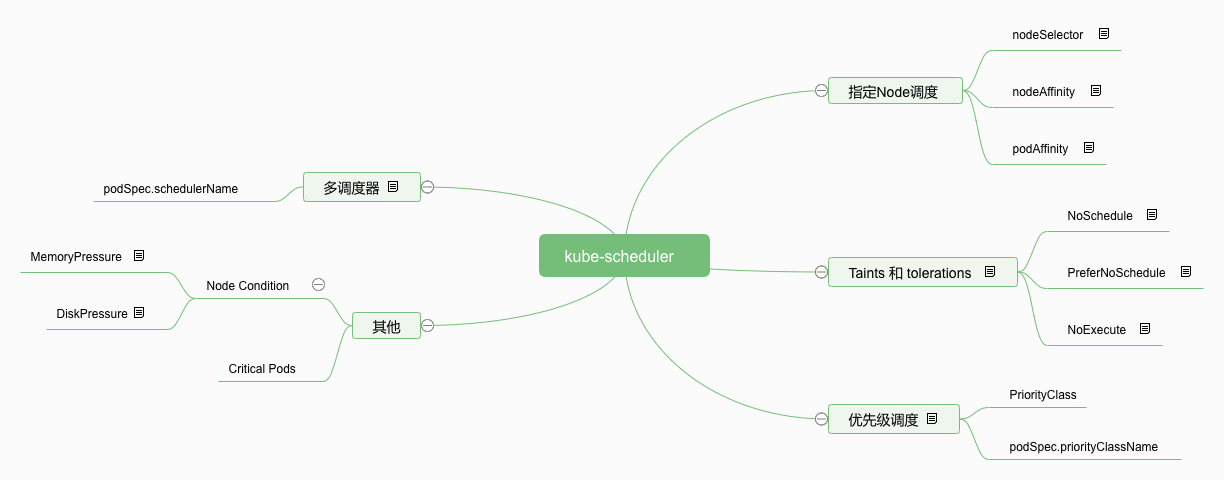 kube-scheduler
指定Node调度
nodeSelector
nodeAffinity
podAffinity
Taints 和 tolerations
NoSchedule
PreferNoSchedule
NoExecute
优先级调度
PriorityClass
podSpec.priorityClassName
多调度器
podSpec.schedulerName
其他
Node Condition
MemoryPressure
DiskPressure
Critical Pods